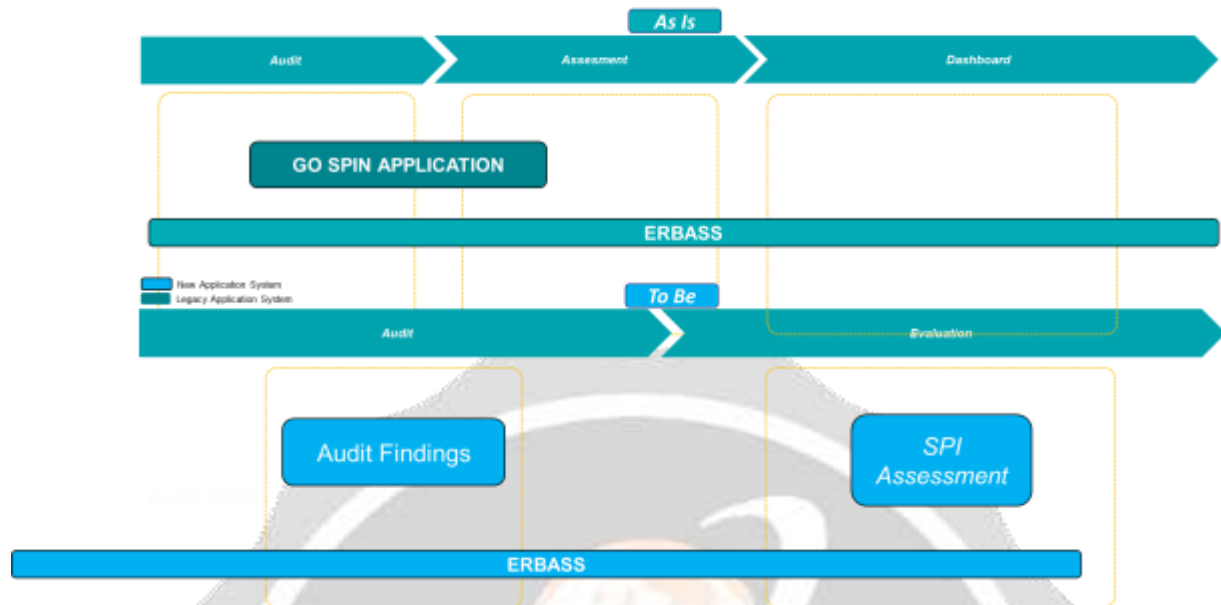 As Is
Audit
Assesment
Dashboard
GO SPIN APPLICATION
ERBASS
New Application System
Legacy Application System
To Be
Audit
Evaluation
Audit Findings
SPI
Assessment
ERBASS